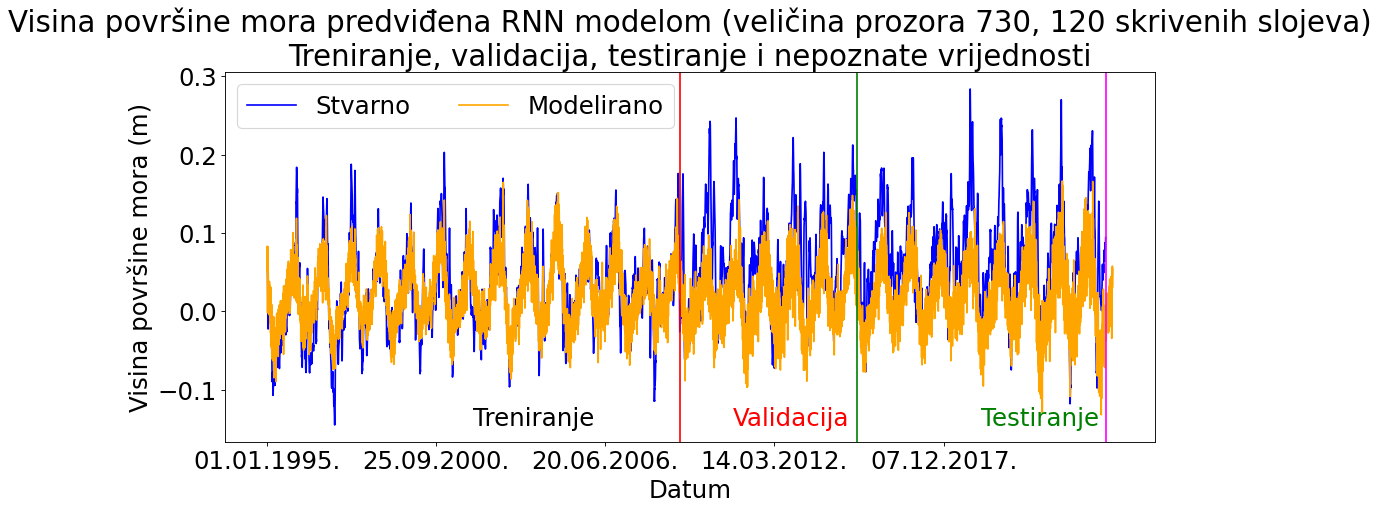 Visina površine mora predviđena RNN modelom (veličina prozora 730, 120 skrivenih slojeva)
Treniranje, validacija, testiranje i nepoznate vrijednosti
Visina površine mora (m)
0.3
0.2
0.1
0.0
−0.1
Stvarno
Modelirano
Treniranje
Validacija
Testiranje
01.01.1995.
25.09.2000.
20.06.2006.
14.03.2012.
07.12.2017.
Datum